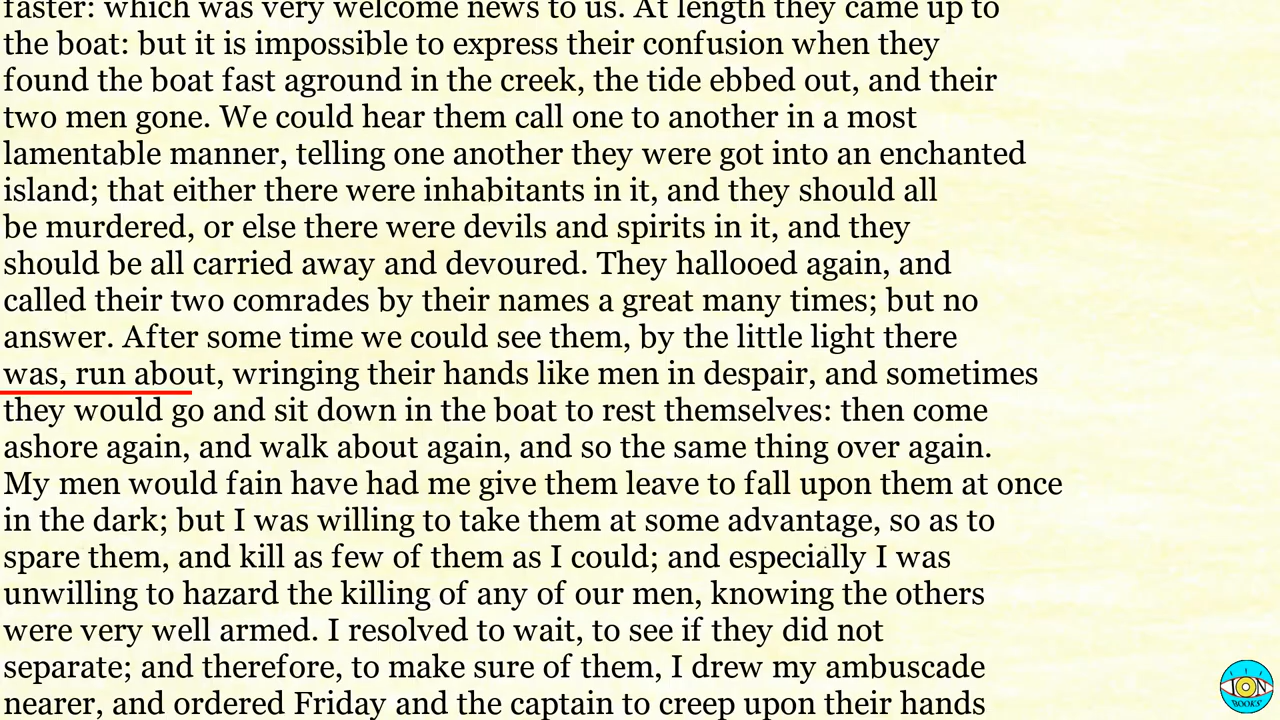 faster: which was very welcome news to us. At length they came up to
the boat: but it is impossible to express their confusion when they
found the boat fast aground in the creek, the tide ebbed out, and their
two men gone. We could hear them call one to another in a most
lamentable manner, telling one another they were got into an enchanted
island; that either there were inhabitants in it, and they should all
be murdered, or else there were devils and spirits in it, and they
should be all carried away and devoured. They hallooed again, and
called their two comrades by their names a great many times; but no
answer. After some time we could see them, by the little light there
was, run about, wringing their hands like men in despair, and sometimes
they would go and sit down in the boat to rest themselves: then come
ashore again, and walk about again, and so the same thing over again.
My men would fain have had me give them leave to fall upon them at once
in the dark; but I was willing to take them at some advantage, so as to
spare them, and kill as few of them as I could; and especially I was
unwilling to hazard the killing of any of our men, knowing the others
were very well armed. I resolved to wait, to see if they did not
separate; and therefore, to make sure of them, I drew my ambuscade
nearer, and ordered Friday and the captain to creep upon their hands
ION
BOOKS